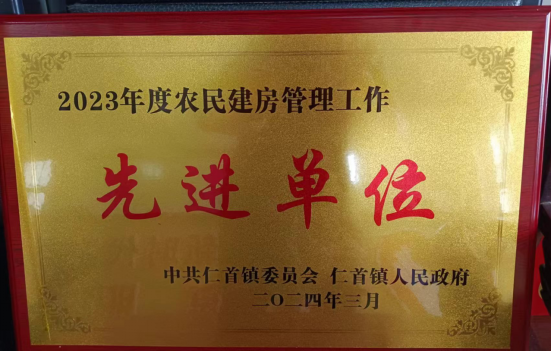 2023年度农民建房管理工作
先进单位
中共仁首镇委员会 仁首镇人民政府
二〇二四年三月